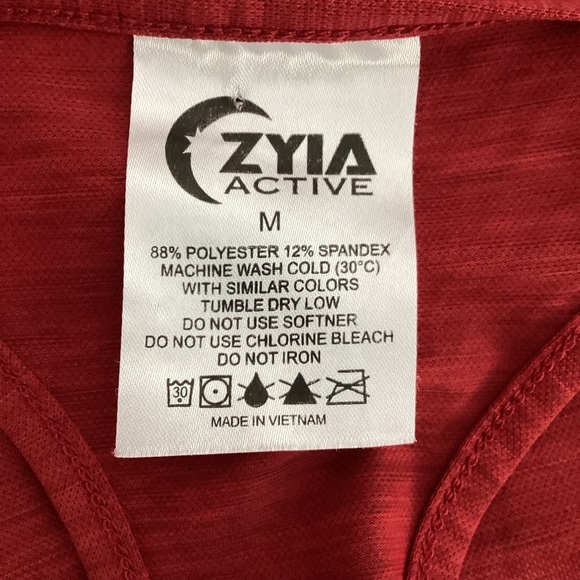 ZYIA
ACTIVE
M
88% POLYESTER 12% SPANDEX
MACHINE WASH COLD (30°C)
WITH SIMILAR COLORS
TUMBLE DRY LOW
DO NOT USE SOFTNER
DO NOT USE CHLORINE BLEACH
DO NOT IRON
30
MADE IN VIETNAM